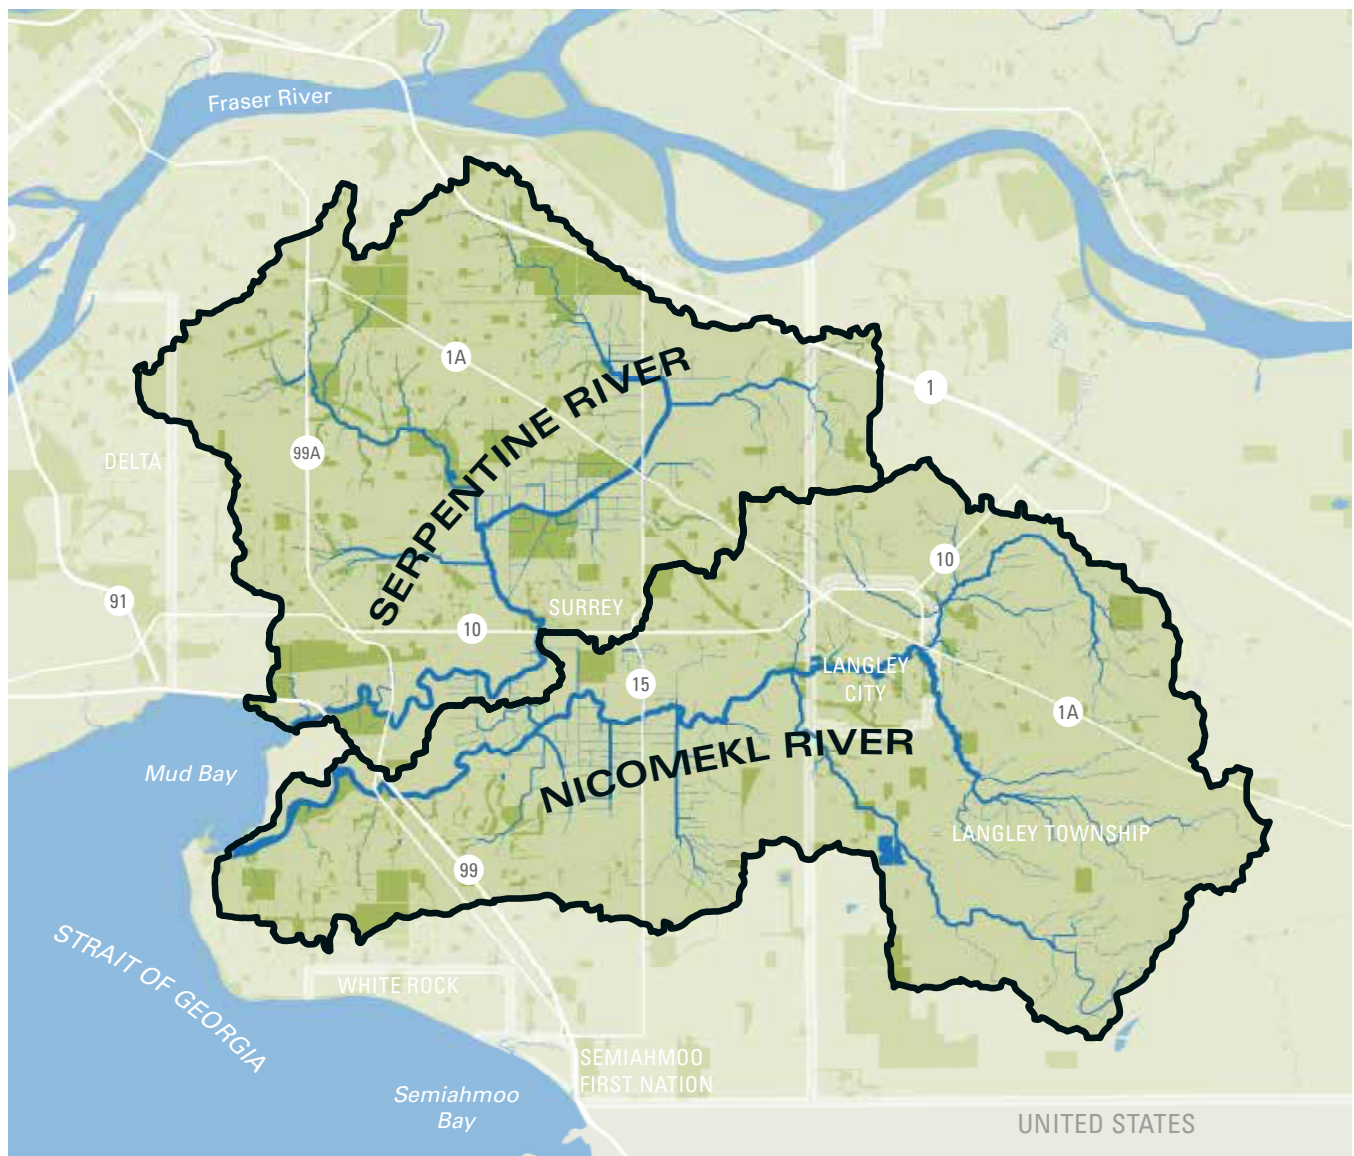 Fraser River
1A
1
SERPENTINE RIVER
99A
DELTA
10
91
SURREY
10
15
LANGLEY
CITY
1A
NICOMEKL RIVER
Mud Bay
LANGLEY TOWNSHIP
99
STRAIT OF GEORGIA
WHITE ROCK
SEMIAHMOO
FIRST NATION
Semiahmoo
Bay
UNITED STATES